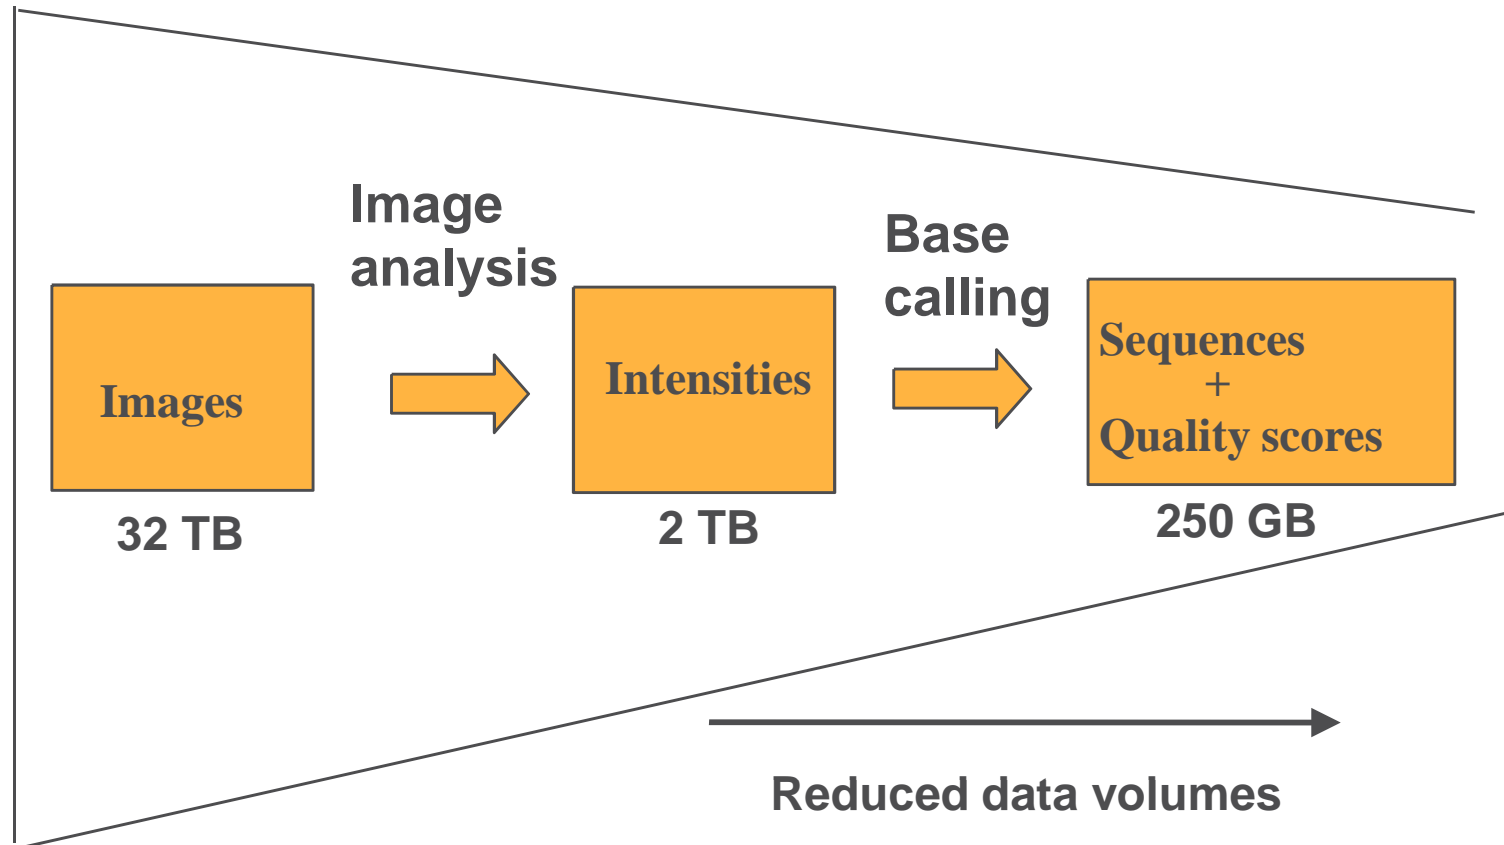 Image
analysis
Base
calling
Images
Intensities
Sequences
+
Quality scores
32 TB
2 TB
250 GB
Reduced data volumes